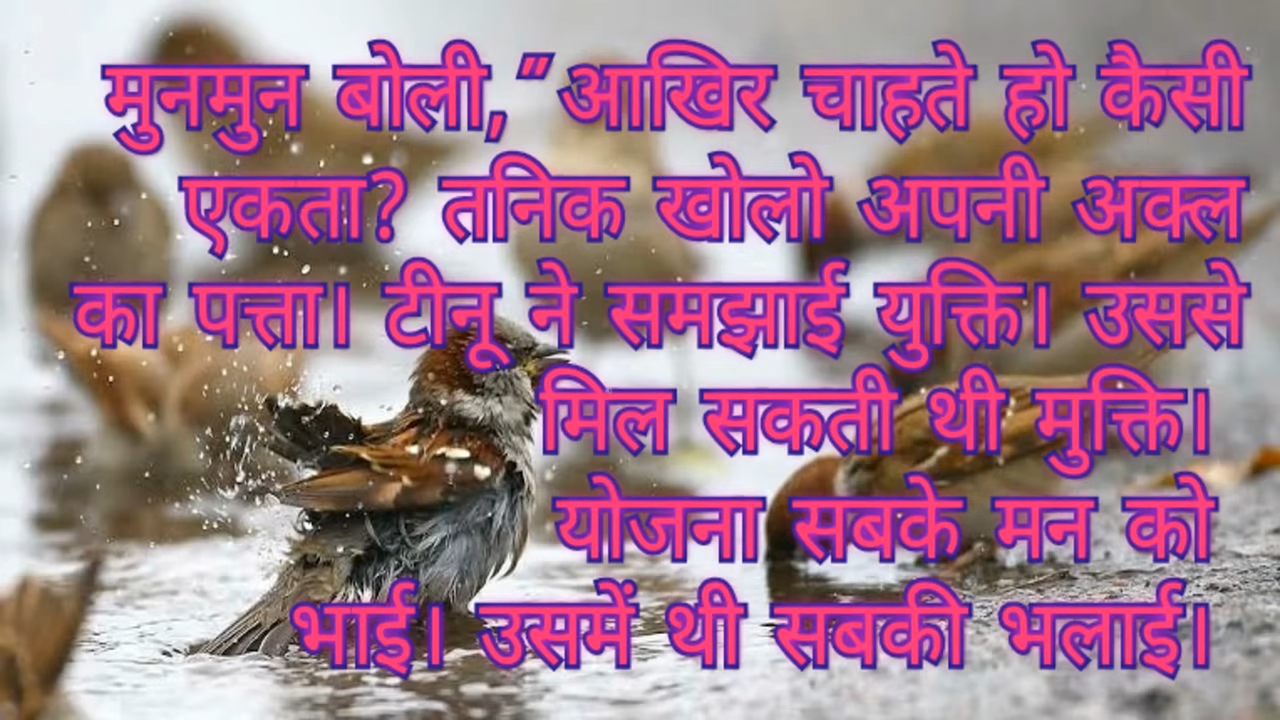 मुनमुन बोली,"आखिर चाहते हो कैसी
एकता? तनिक खोलो अपनी अक्ल
का पत्ता। टीनू ने समझाई युक्ति। उससे
मिल सकती थी मुक्ति।
योजना सबके मन को
भाई। उसमें थी सबकी भलाई।